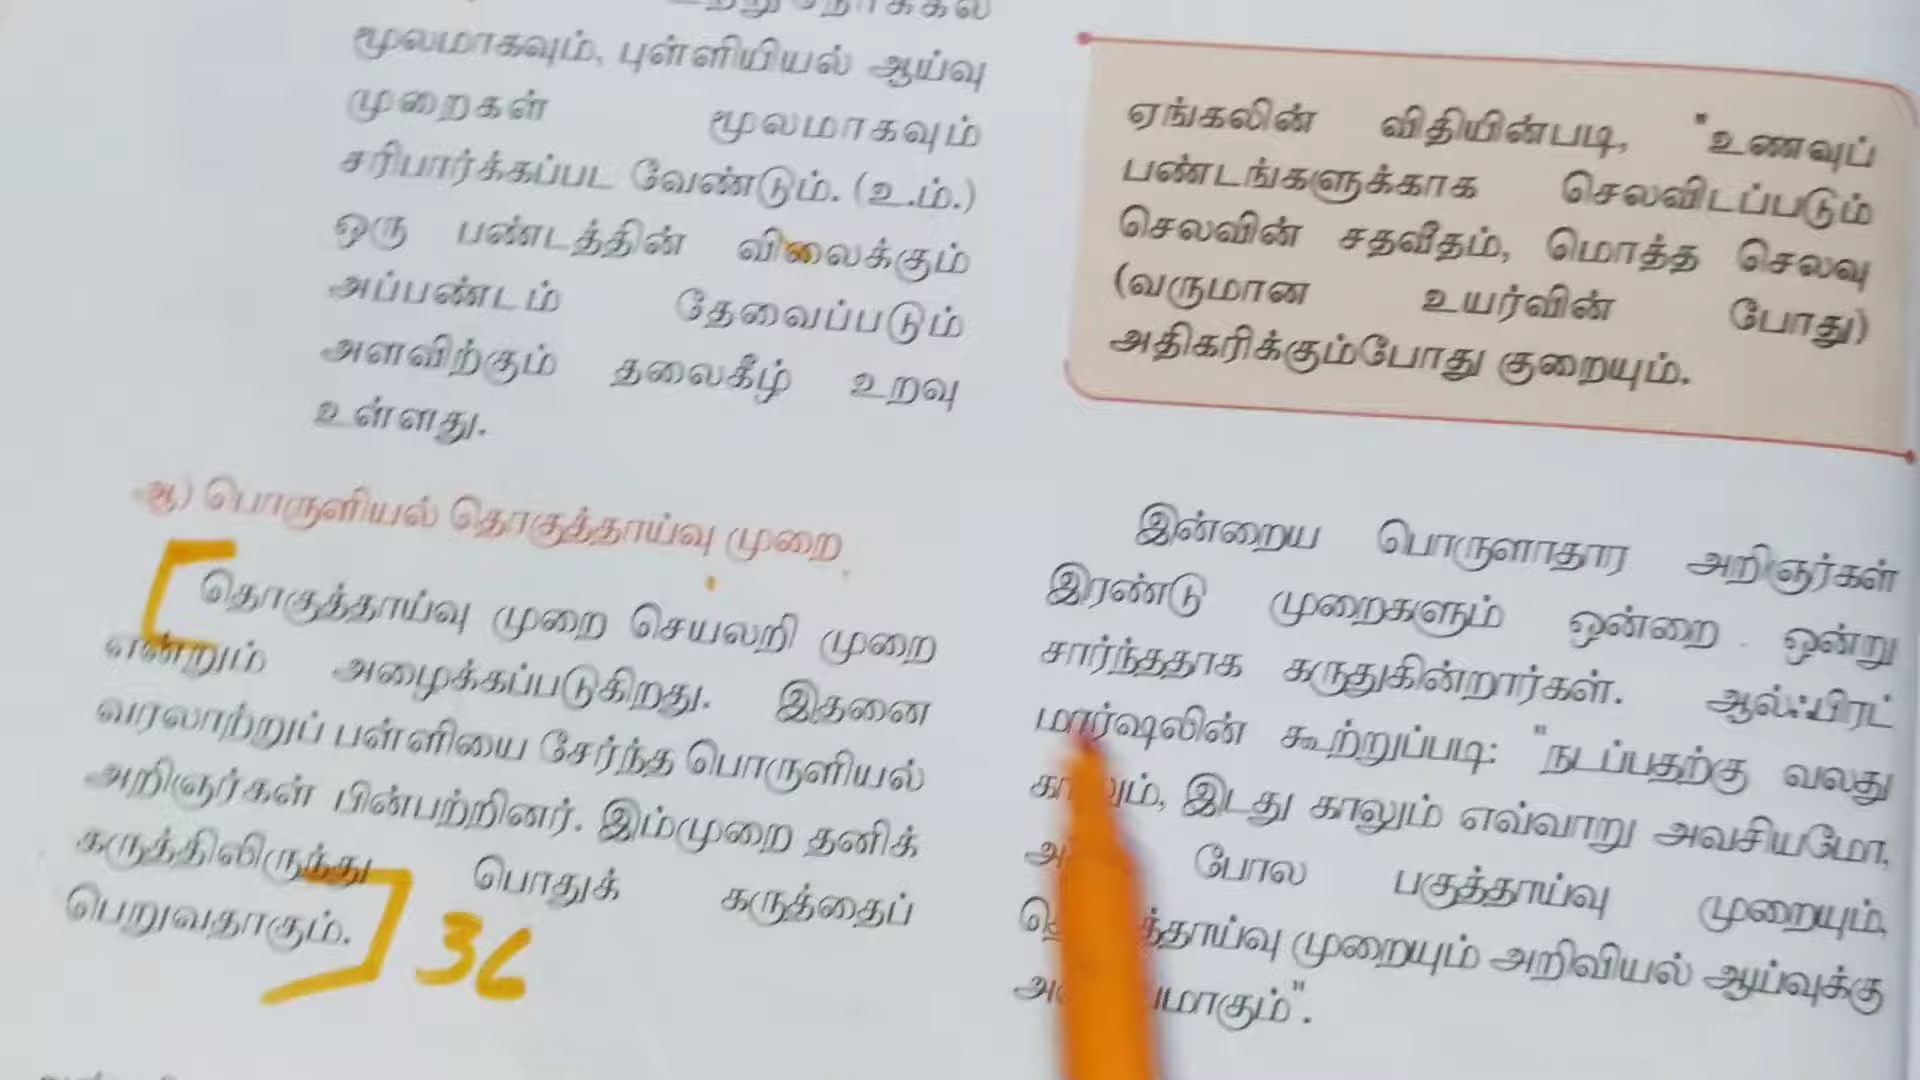 மூலமாகவும், புள்ளியியல் ஆய்வு
முறைகள் மூலமாகவும்
சரிபார்க்கப்பட வேண்டும். (உ.ம்.)
ஒரு பண்டத்தின் விலைக்கும்
அப்பண்டம் தேவைப்படும்
அளவிற்கும் தலைகீழ் உறவு
உள்ளது.
ஆ) பொருளியல் தொகுத்தாய்வு முறை
தொகுத்தாய்வு முறை செயலறி முறை
என்றும் அழைக்கப்படுகிறது. இதனை
வரலாற்றுப் பள்ளியை சேர்ந்த பொருளியல்
அறிஞர்கள் பின்பற்றினர். இம்முறை தனிக்
கருத்திலிருந்து பொதுக் கருத்தைப்
பெறுவதாகும்.
36
ஏங்கலின் விதியின்படி, "உணவுப்
பண்டங்களுக்காக செலவிடப்படும்
செலவின் சதவீதம், மொத்த செலவு
(வருமான உயர்வின் போது)
அதிகரிக்கும்போது குறையும்.
இன்றைய பொருளாதார அறிஞர்கள்
இரண்டு முறைகளும் ஒன்றை ஒன்று
சார்ந்ததாக கருதுகின்றார்கள். ஆல்ஃபிரட்
மார்ஷலின் கூற்றுப்படி: "நடப்பதற்கு வலது
இடது காலும் எவ்வாறு அவசியமோ,
போல பகுத்தாய்வு முறையும்,
முறையும் அறிவியல் ஆய்வுக்கு